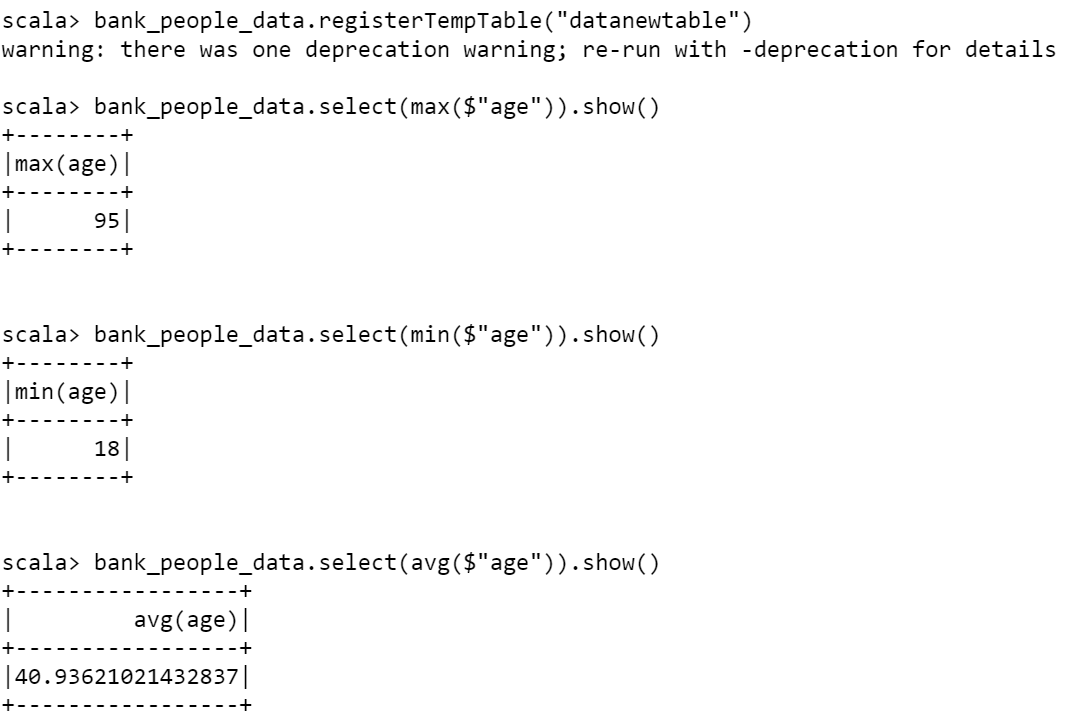 scala> bank_people_data.registerTempTable("datanewtable")
warning: there was one deprecation warning; re-run with -deprecation for details
scala> bank_people_data.select(max($"age")).show()
+--------+
|max(age)|
+--------+
|      95|
+--------+
scala> bank_people_data.select(min($"age")).show()
+--------+
|min(age)|
+--------+
|      18|
+--------+
scala> bank_people_data.select(avg($"age")).show()
+-----------------+
|         avg(age)|
+-----------------+
|40.93621021432837|
+-----------------+